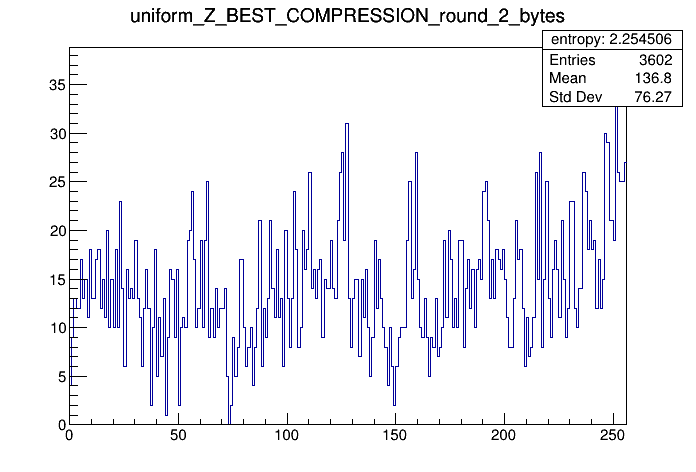 uniform_Z_BEST_COMPRESSION_round_2_bytes
entropy: 2.254506
Entries 3602
Mean 136.8
Std Dev 76.27
35
30
25
20
15
10
5
0
0 50 100 150 200 250